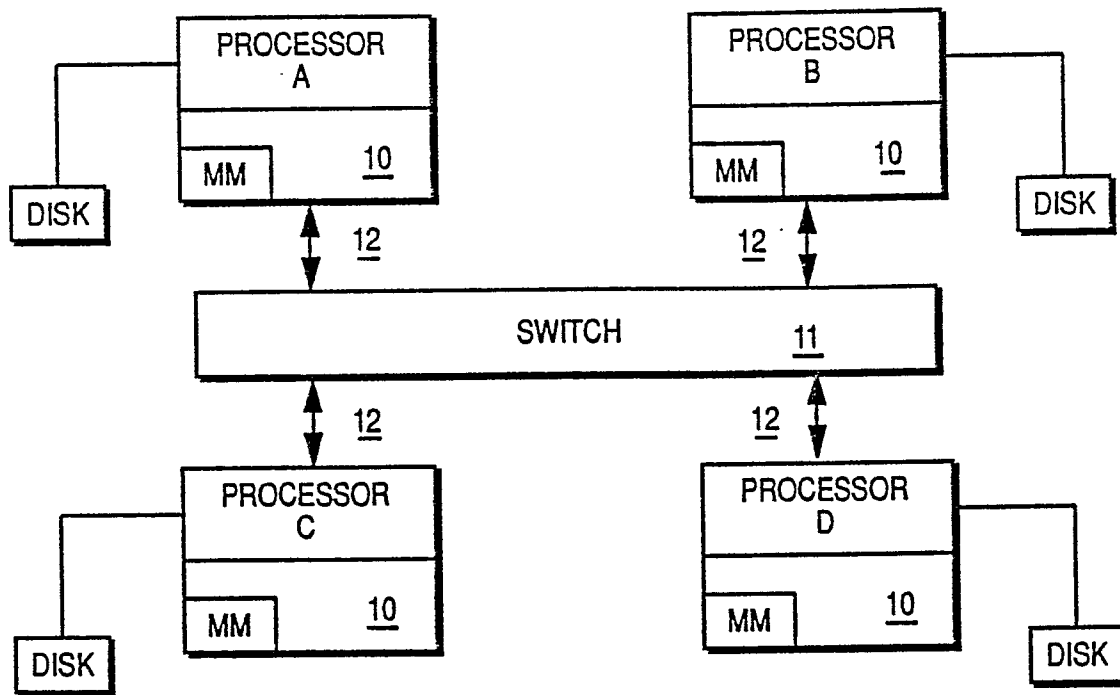 PROCESSOR
A
MM
10
DISK
PROCESSOR
B
MM
10
DISK
12
12
SWITCH
11
12
12
PROCESSOR
C
MM
10
DISK
PROCESSOR
D
MM
10
DISK